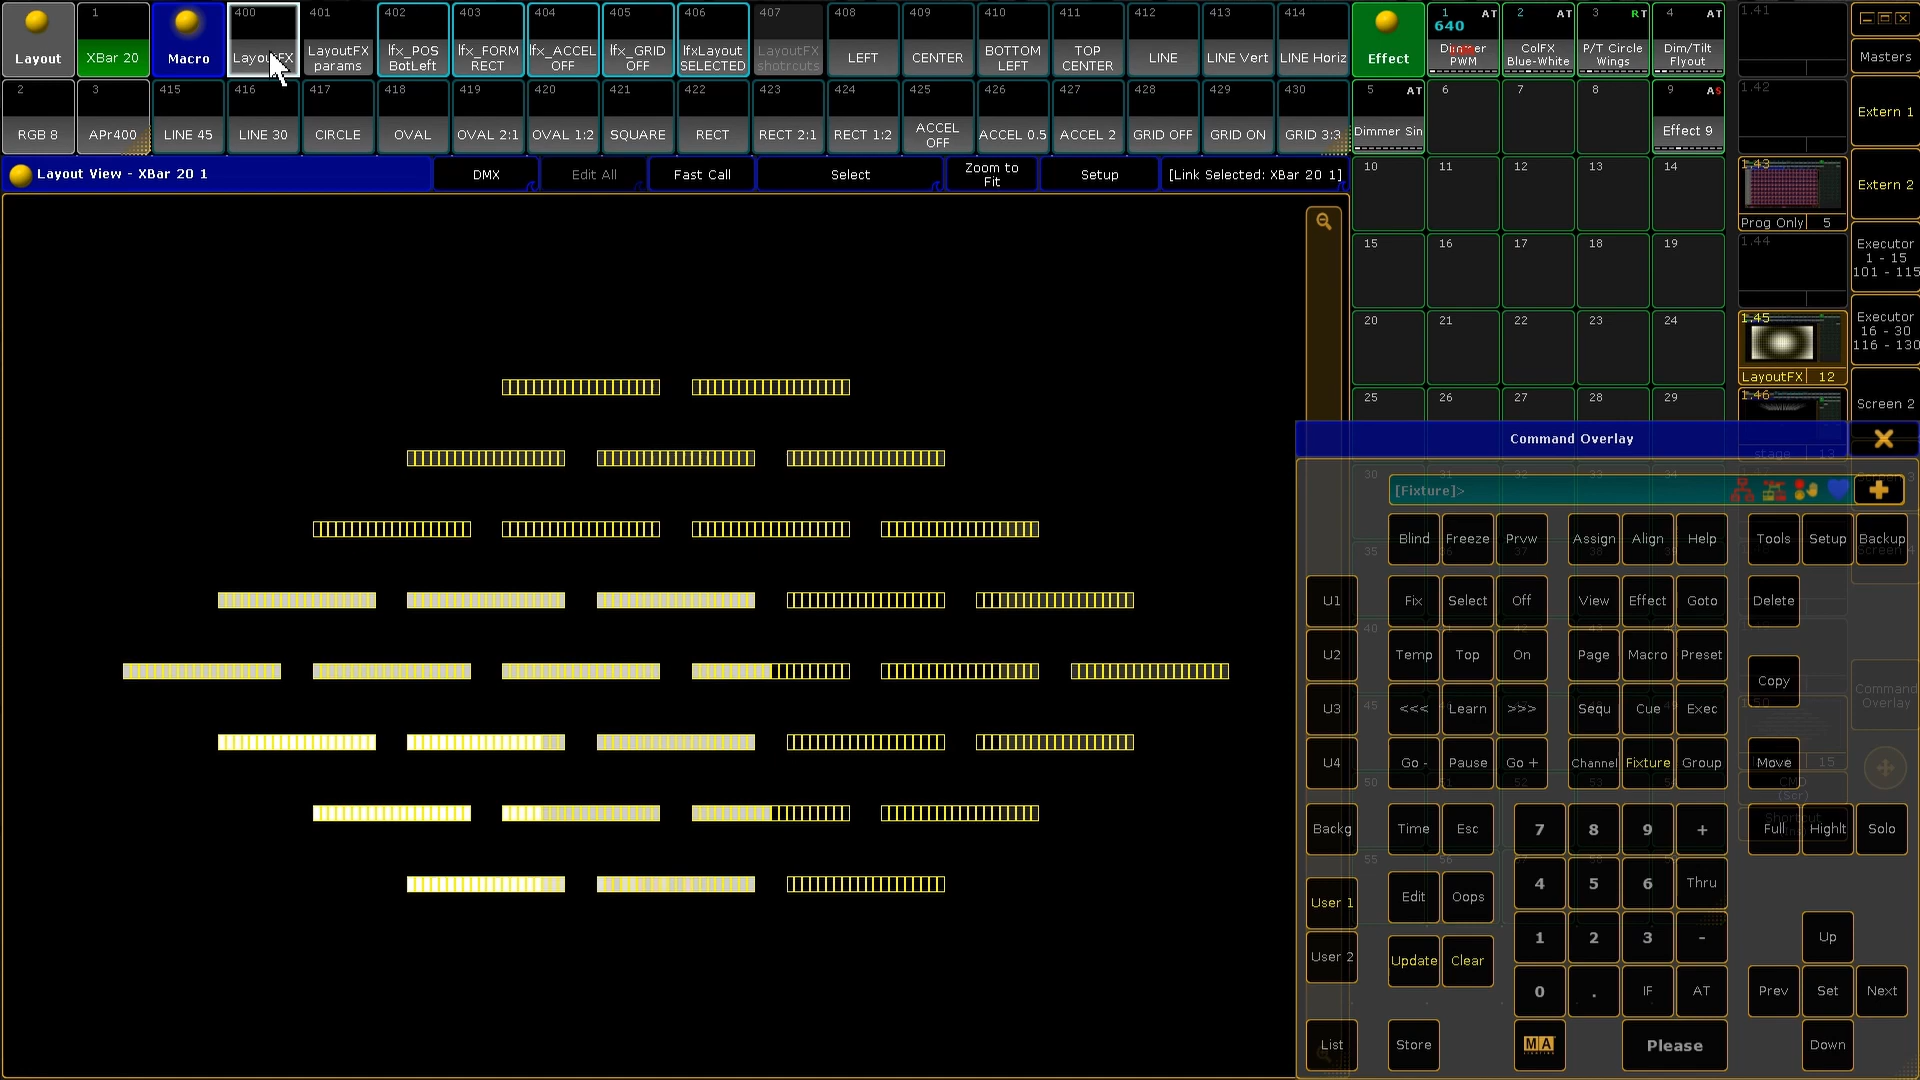 400 401 402 403 404 405 406 407 408 409 410 411 412 413 414
Layout
1
XBar 20
Macro
LayoutFX
LayoutFX params
lfx_POS BotLeft
lfx_FORM RECT
lfx_ACCEL OFF
lfx_GRID OFF
lfxLayout SELECTED
LayoutFX shotrcuts
LEFT
CENTER
BOTTOM LEFT
TOP CENTER
LINE
LINE Vert
LINE Horiz
2
RGB 8
3
APr400
415 416 417 418 419 420 421 422 423 424 425 426 427 428 429 430
LINE 45
LINE 30
CIRCLE
OVAL
OVAL 2:1
OVAL 1:2
SQUARE
RECT
RECT 2:1
RECT 1:2
ACCEL OFF
ACCEL 0.5
ACCEL 2
GRID OFF
GRID ON
GRID 3:3
Effect
1 AT
640
Dimmer PWM
2 AT
ColFX Blue-White
3 RT
P/T Circle Wings
4 AT
Dim/Tilt Flyout
5 AT
Dimmer Sin
6 7 8
9 AS
Effect 9
10 11 12 13 14
15 16 17 18 19
20 21 22 23 24
25 26 27 28 29
1.41
1.42
1.43
Prog Only 5
1.44
1.45
LayoutFX 12
1.46
Masters
Extern 1
Extern 2
Executor
1 - 15
101 - 115
Executor
16 - 30
116 - 130
Screen 2
Layout View - XBar 20 1
DMX
Edit All
Fast Call
Select
Zoom to Fit
Setup
[Link Selected: XBar 20 1]
Command Overlay
[Fixture]>
Blind Freeze Prvw Assign Align Help Tools Setup Backup
U1 Fix Select Off View Effect Goto Delete
U2 Temp Top On Page Macro Preset
Copy
U3 <<< Learn >>> Sequ Cue Exec
U4 Go - Pause Go + Channel Fixture Group Move
Backg Time Esc 7 8 9 + Full Highlt Solo
User 1 Edit Oops 4 5 6 Thru
User 2 Update Clear 1 2 3 - Up
0 . IF AT Prev Set Next
List Store MA Please Down
Command Overlay